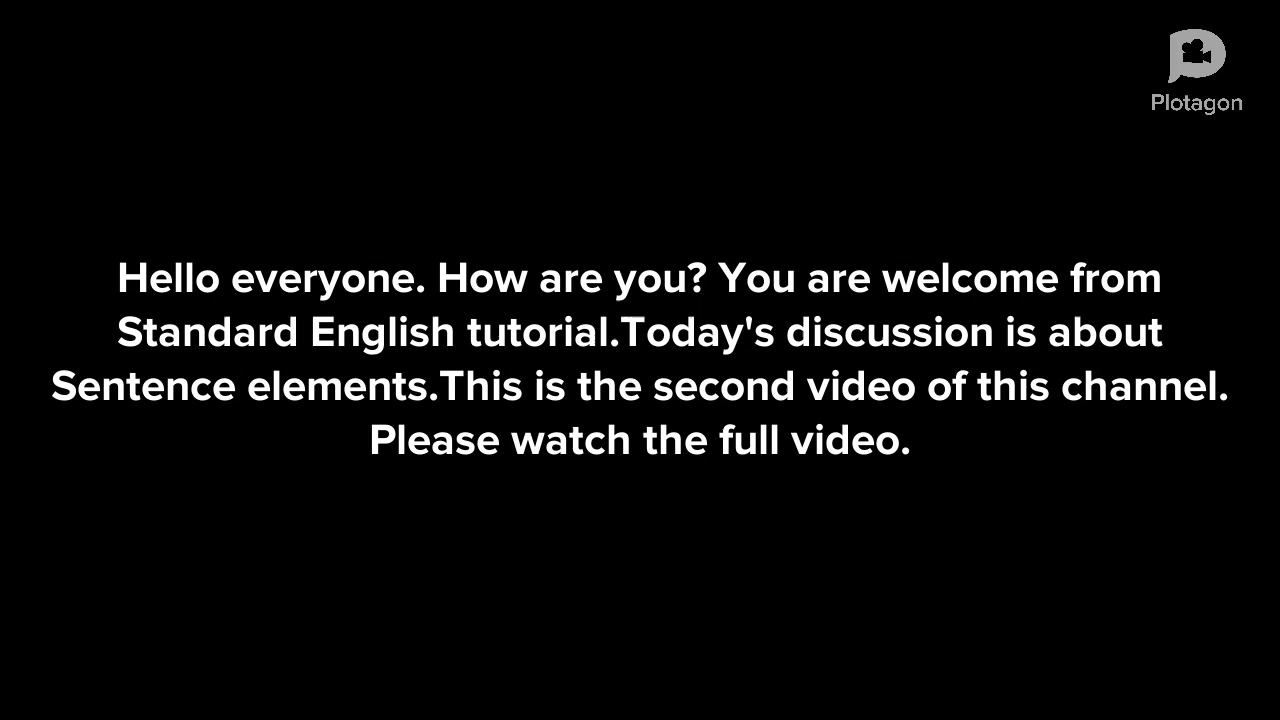 Plotagon
Hello everyone. How are you? You are welcome from
Standard English tutorial.Today's discussion is about
Sentence elements.This is the second video of this channel.
Please watch the full video.